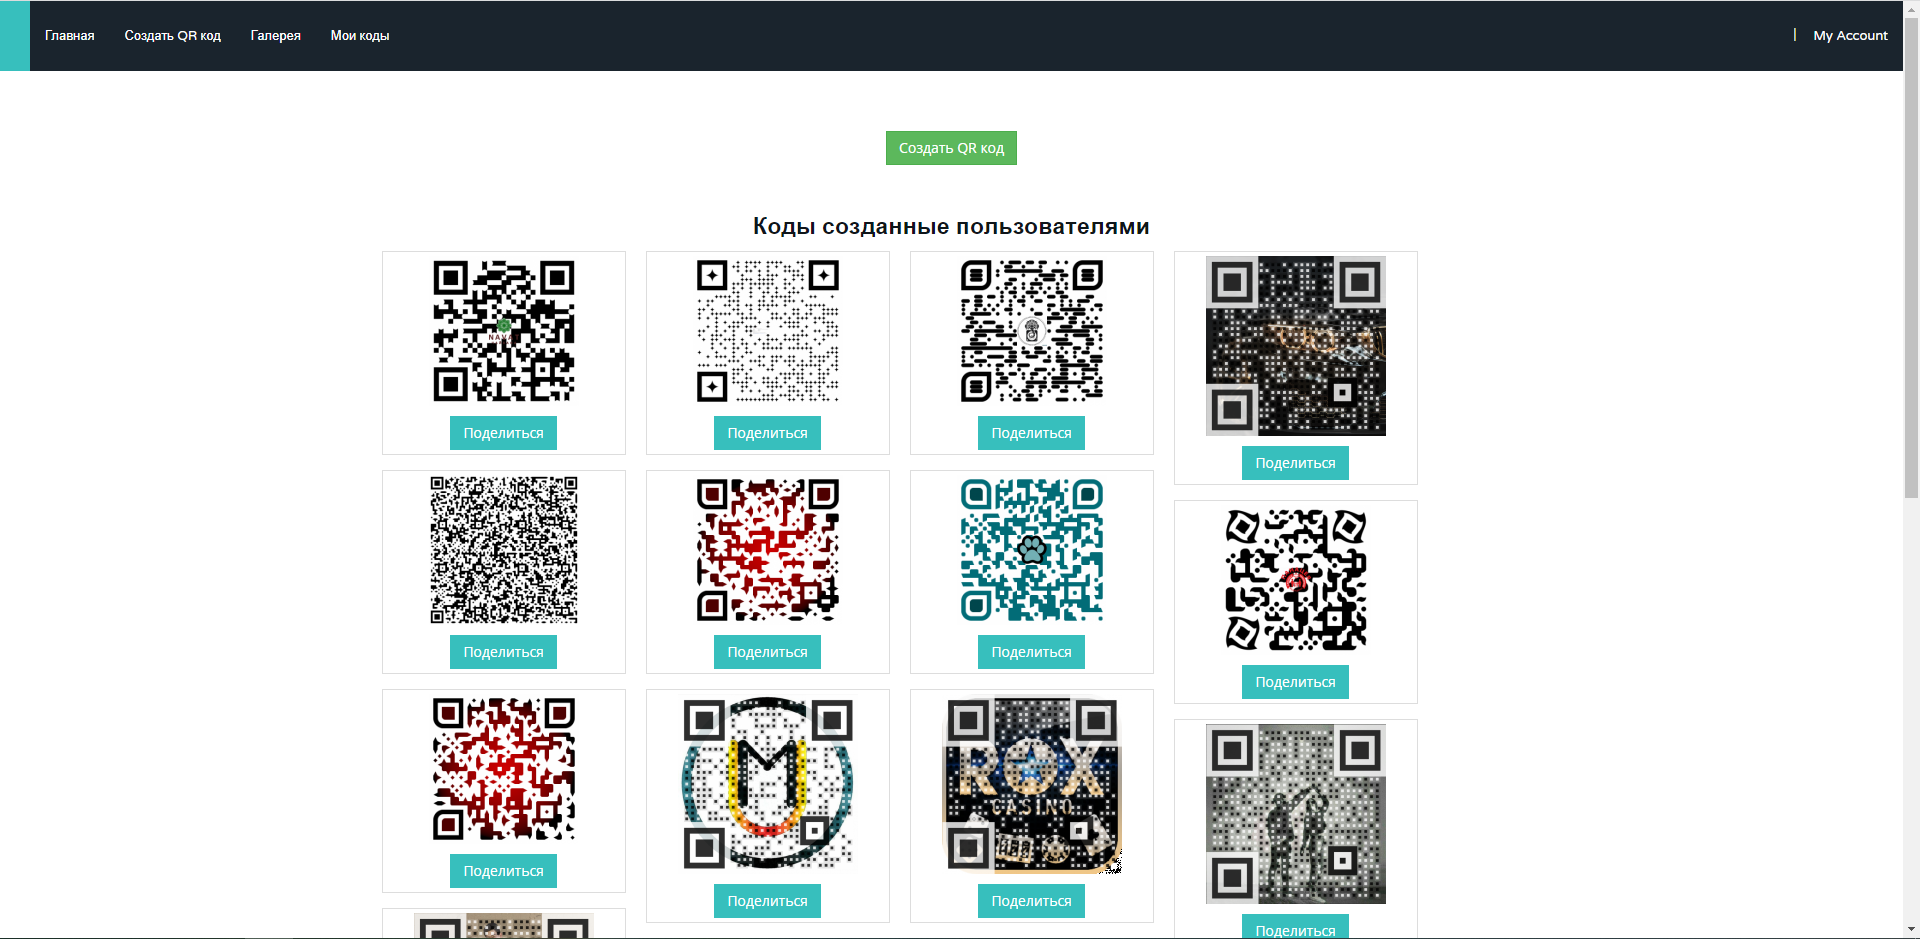 Главная Создать QR код Галерея Мои коды | My Account
Создать QR код
Коды созданные пользователями
Поделиться Поделиться Поделиться
Поделиться
Поделиться Поделиться Поделиться
Поделиться
ROX
CASINO
Поделиться
Поделиться Поделиться
Поделиться